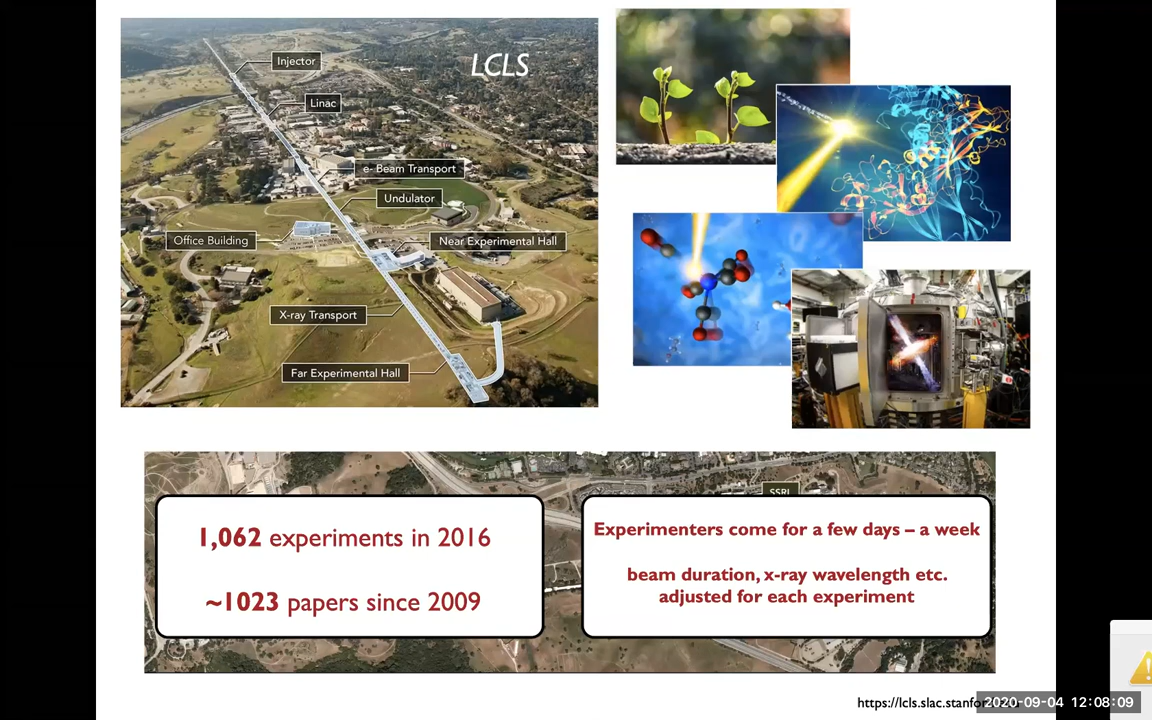 LCLS
Injector
Linac
e- Beam Transport
Undulator
Office Building
Near Experimental Hall
X-ray Transport
Far Experimental Hall
SSRL
1,062 experiments in 2016
~1023 papers since 2009
Experimenters come for a few days – a week
beam duration, x-ray wavelength etc.
adjusted for each experiment
https://lcls.slac.stanfor
2020-09-04 12:08:09